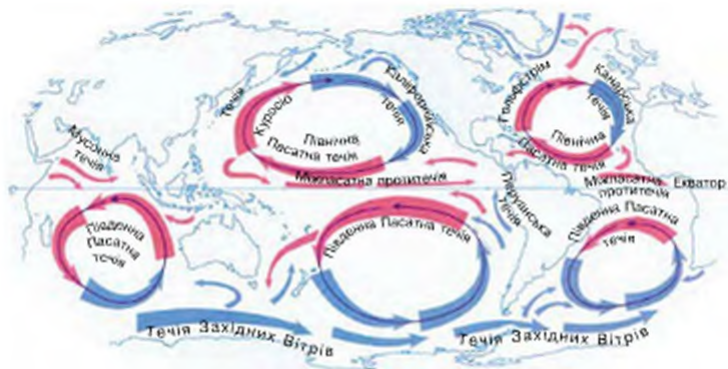 Течія
Куросіо
Каліфорнійська
течія
Північна
Пасатна течія
Міжпасатна протитечія
Гольфстрім
Канарська
течія
Північна
Пасатна течія
Міжпасатна
протитечія
Екватор
Мусонна
течія
Південна
Пасатна
течія
Південна Пасатна течія
Перуанська
течія
Південна Пасатна
течія
Течія Західних Вітрів
Течія Західних Вітрів